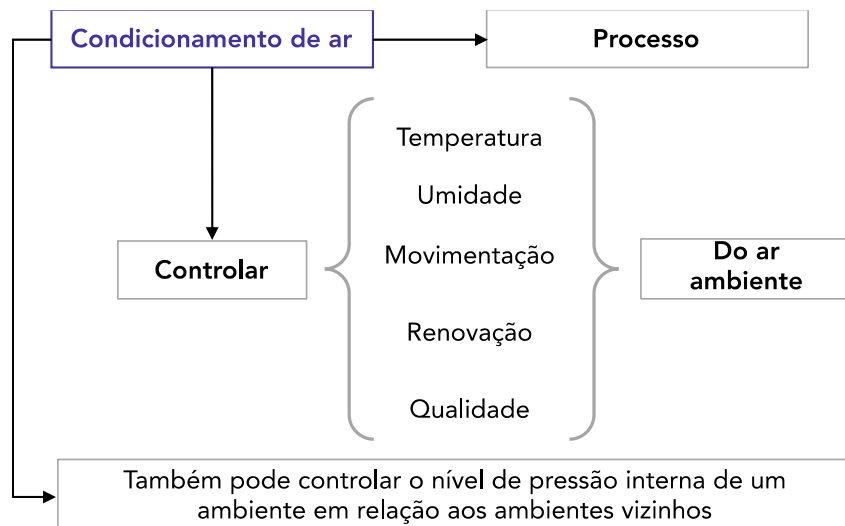 Condicionamento de ar
Processo
Temperatura
Umidade
Movimentação
Renovação
Qualidade
Controlar
Do ar
ambiente
Também pode controlar o nível de pressão interna de um
ambiente em relação aos ambientes vizinhos